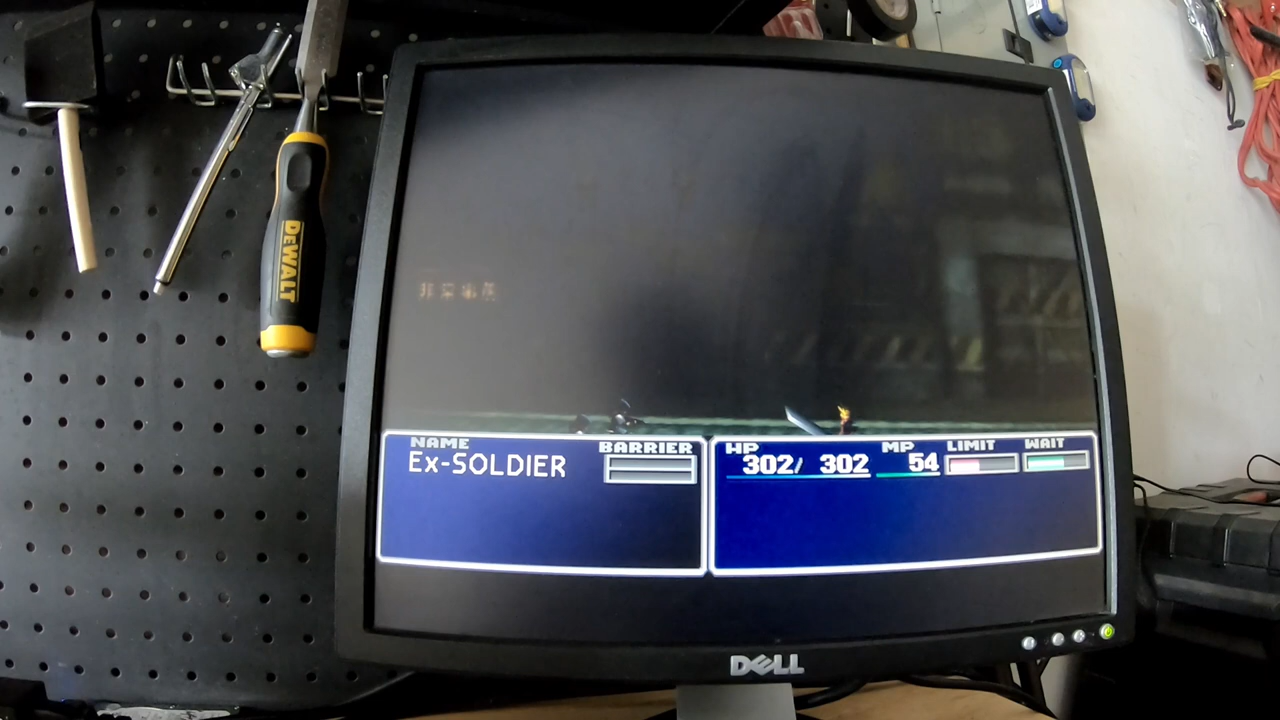 DEWALT
NAME
BARRIER
Ex-SOLDIER
HP
MP
LIMIT
WAIT
302/ 302
54
DELL